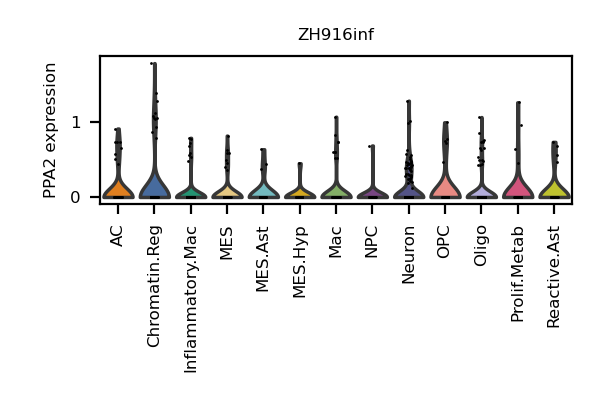 ZH916inf
PPA2 expression
1
0
AC
Chromatin.Reg
Inflammatory.Mac
MES
MES.Ast
MES.Hyp
Mac
NPC
Neuron
OPC
Oligo
Prolif.Metab
Reactive.Ast